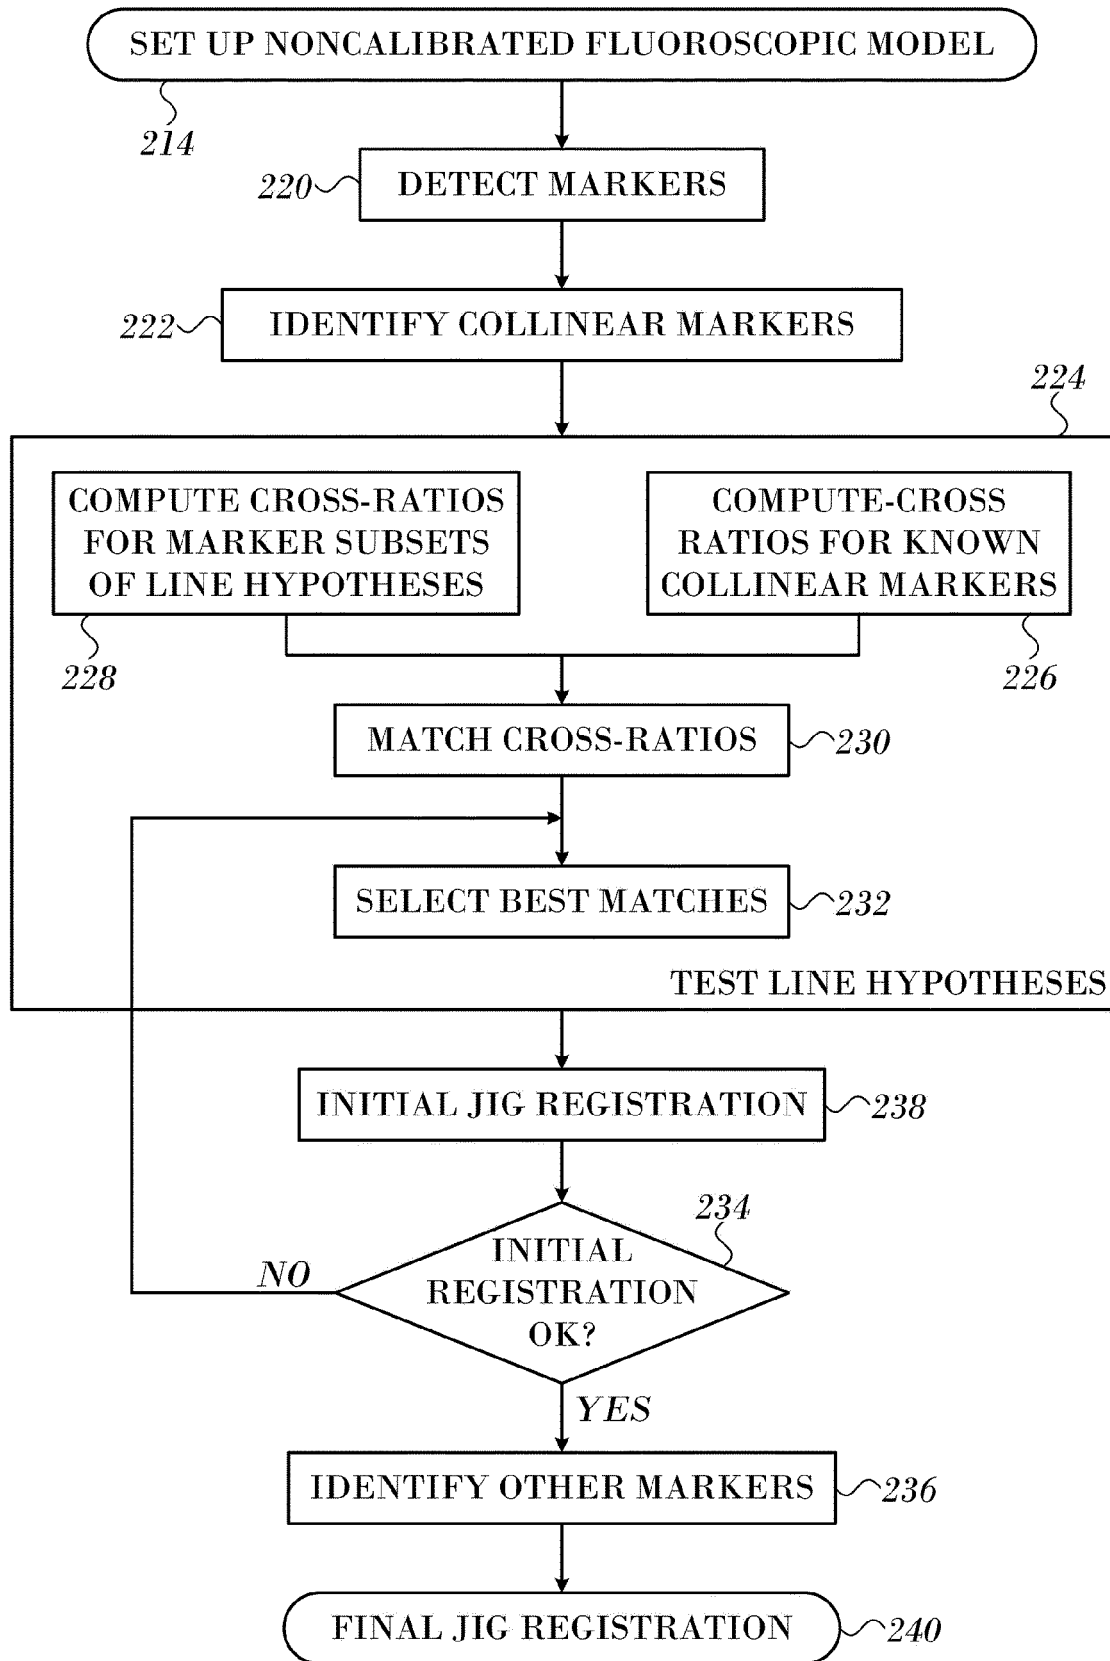 SET UP NONCALIBRATED FLUOROSCOPIC MODEL
214
220
DETECT MARKERS
222
IDENTIFY COLLINEAR MARKERS
224
COMPUTE CROSS-RATIOS
FOR MARKER SUBSETS
OF LINE HYPOTHESES
228
COMPUTE-CROSS
RATIOS FOR KNOWN
COLLINEAR MARKERS
226
MATCH CROSS-RATIOS
230
SELECT BEST MATCHES
232
TEST LINE HYPOTHESES
INITIAL JIG REGISTRATION
238
234
INITIAL
REGISTRATION
OK?
NO
YES
IDENTIFY OTHER MARKERS
236
FINAL JIG REGISTRATION
240